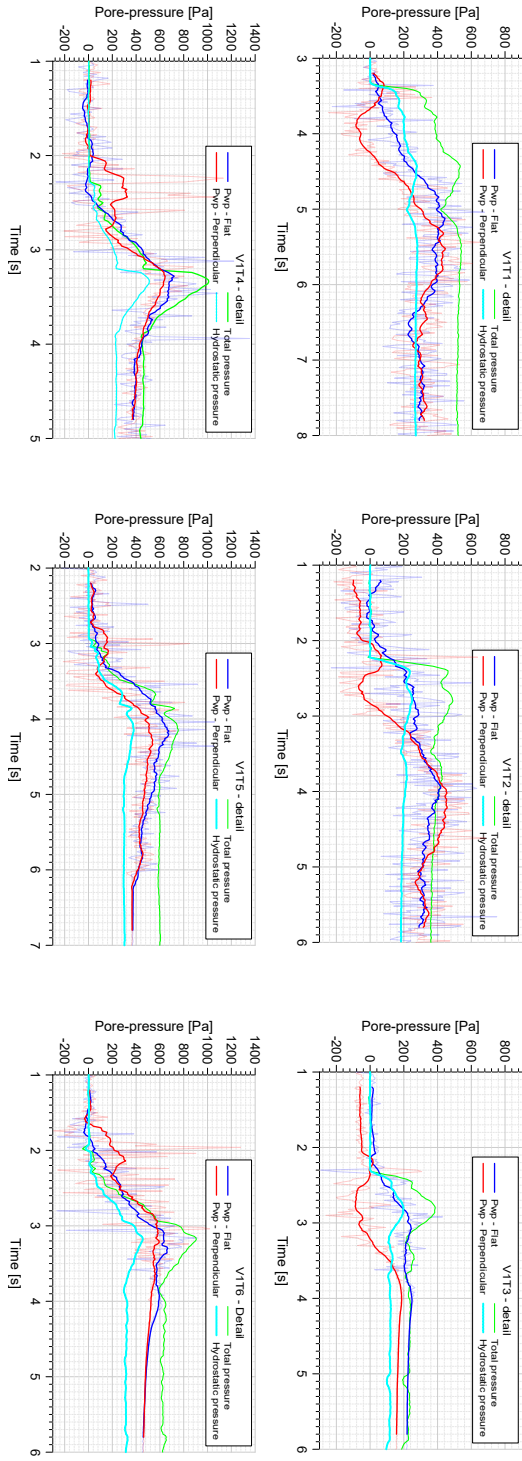 V1T1 - detail
Pwp - Flat
Total pressure
Pwp - Perpendicular
Hydrostatic pressure
Pore-pressure [Pa]
800
600
400
200
0
-200
3 4 5 6 7 8
Time [s]
V1T2 - detail
Pwp - Flat
Total pressure
Pwp - Perpendicular
Hydrostatic pressure
Pore-pressure [Pa]
800
600
400
200
0
-200
1 2 3 4 5 6
Time [s]
V1T3 - detail
Pwp - Flat
Total pressure
Pwp - Perpendicular
Hydrostatic pressure
Pore-pressure [Pa]
800
600
400
200
0
-200
1 2 3 4 5 6
Time [s]
V1T4 - detail
Pwp - Flat
Total pressure
Pwp - Perpendicular
Hydrostatic pressure
Pore-pressure [Pa]
1400
1200
1000
800
600
400
200
0
-200
1 2 3 4 5
Time [s]
V1T5 - detail
Pwp - Flat
Total pressure
Pwp - Perpendicular
Hydrostatic pressure
Pore-pressure [Pa]
1400
1200
1000
800
600
400
200
0
-200
2 3 4 5 6 7
Time [s]
V1T6 - Detail
Pwp - Flat
Total pressure
Pwp - Perpendicular
Hydrostatic pressure
Pore-pressure [Pa]
1400
1200
1000
800
600
400
200
0
-200
1 2 3 4 5 6
Time [s]